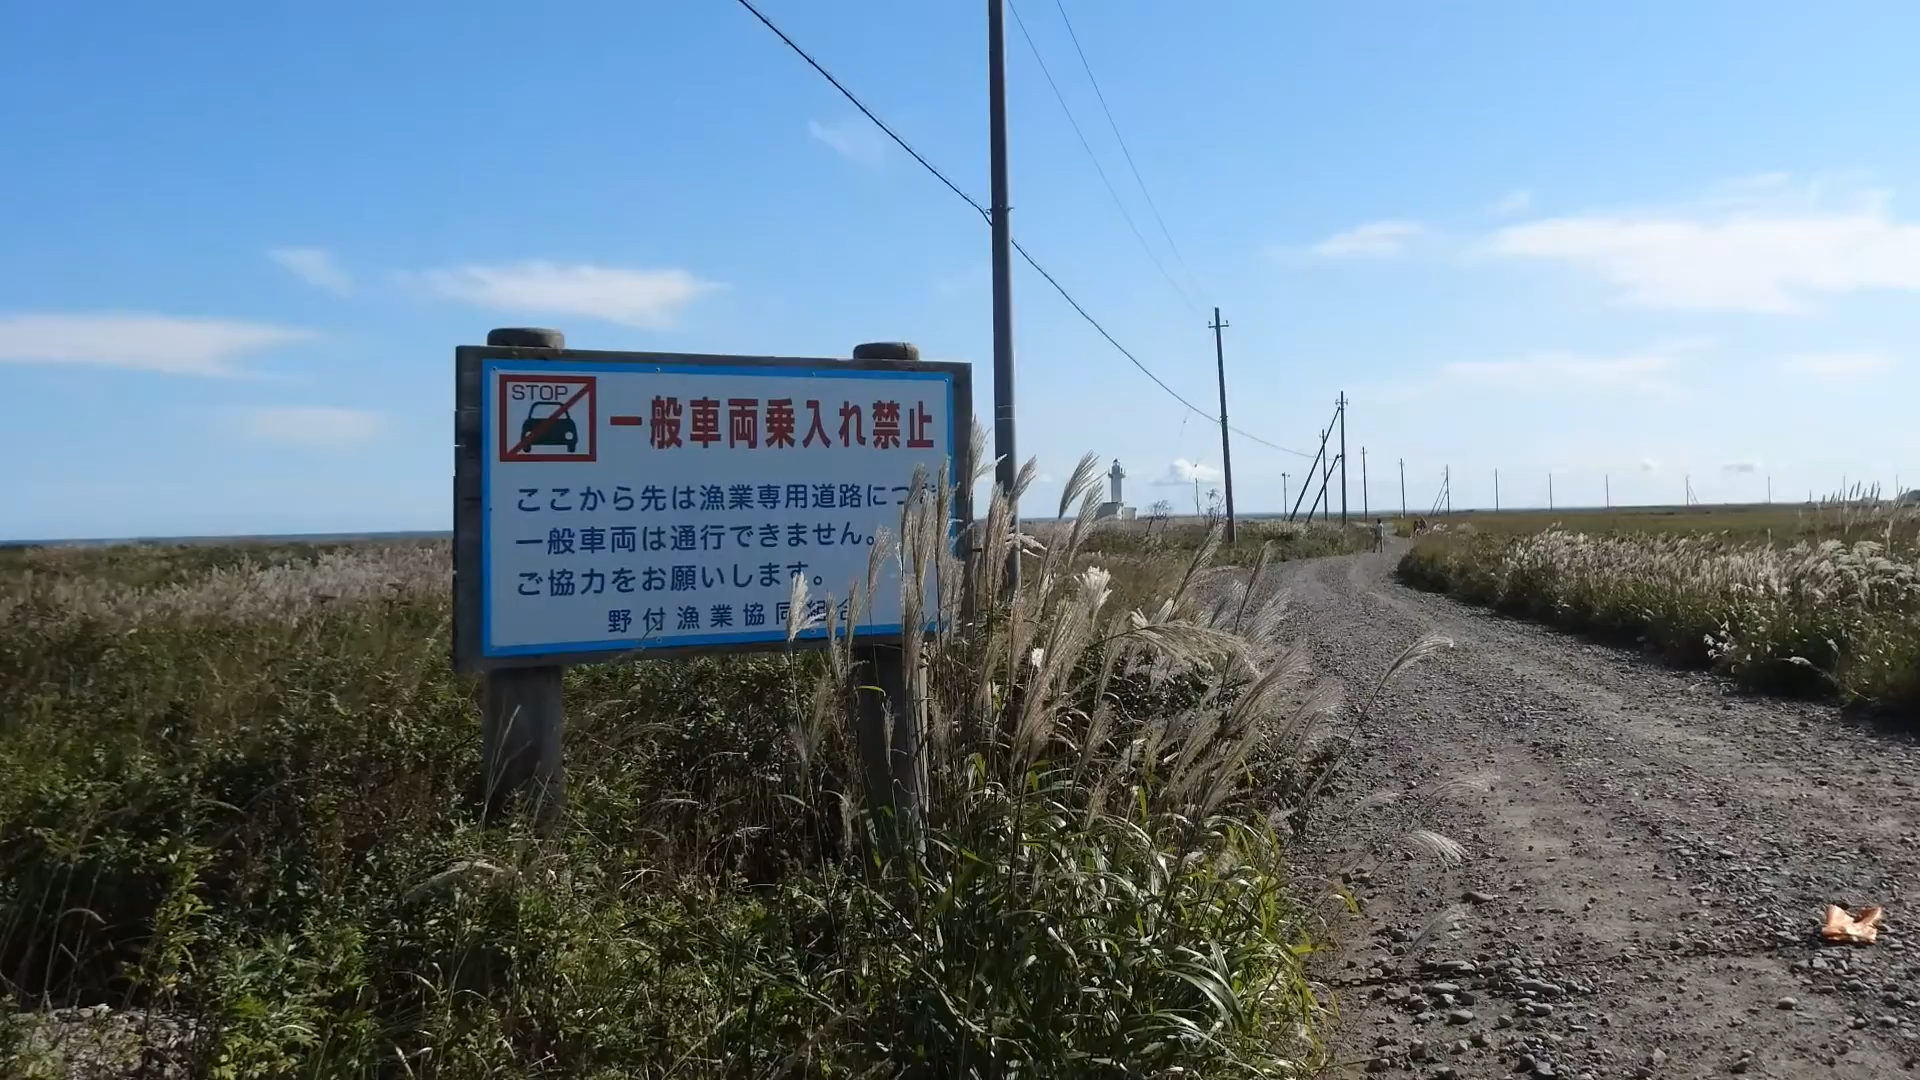 STOP
一般車両乗入れ禁止
ここから先は漁業専用道路につ
一般車両は通行できません。
ご協力をお願いします。
野付漁業協同組合